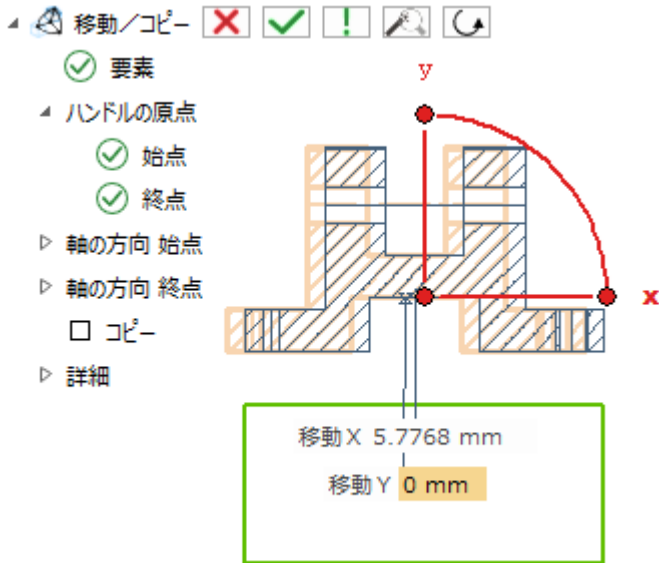 移動/コピー
要素
y
ハンドルの原点
始点
終点
軸の方向 始点
軸の方向 終点
x
コピー
詳細
移動X 5.7768 mm
移動Y 0 mm